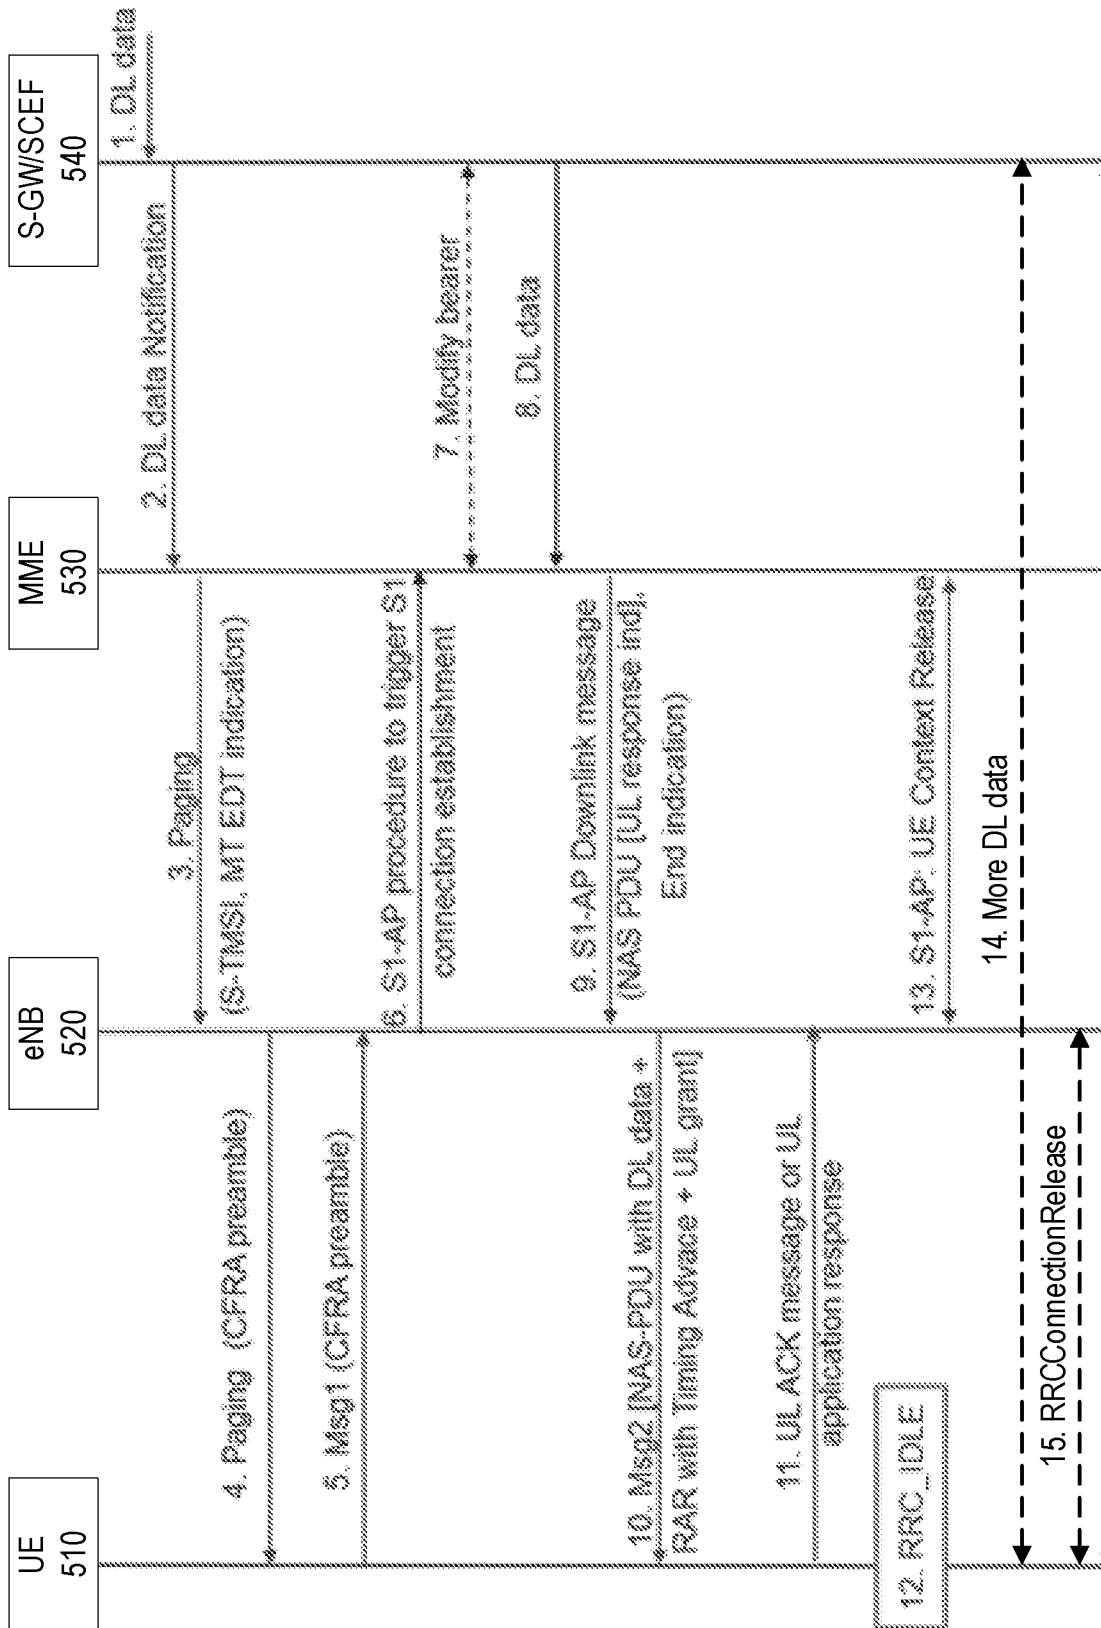 UE
510
eNB
520
MME
530
S-GW/SCEF
540
1. DL data
2. DL data Notification
3. Paging
(S-TMSI, MT EDT indication)
4. Paging (CFRA preamble)
5. Msg1 (CFRA preamble)
6. S1-AP procedure to trigger S1
connection establishment
7. Modify bearer
8. DL data
9. S1-AP Downlink message
(NAS PDU [UL response ind],
End indication)
10. Msg2 [NAS-PDU with DL data +
RAR with Timing Advace + UL grant]
11. UL ACK message or UL
application response
12. RRC_IDLE
13. S1-AP: UE Context Release
14. More DL data
15. RRCConnectionRelease